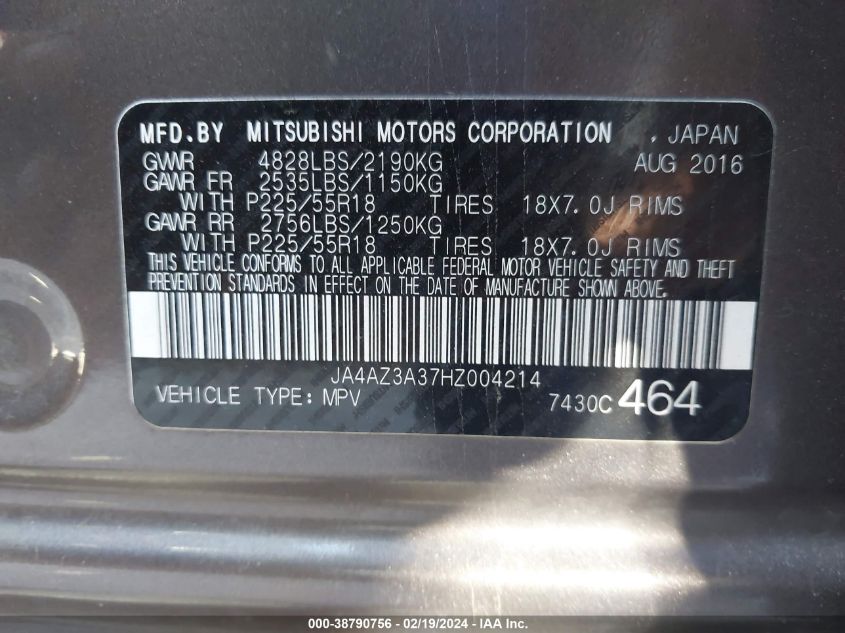 MFD.BY MITSUBISHI MOTORS CORPORATION , JAPAN
GVWR 4828LBS/2190KG AUG 2016
GAWR FR 2535LBS/1150KG
WITH P225/55R18 TIRES 18X7.0J RIMS
GAWR RR 2756LBS/1250KG
WITH P225/55R18 TIRES 18X7.0J RIMS
THIS VEHICLE CONFORMS TO ALL APPLICABLE FEDERAL MOTOR VEHICLE SAFETY AND THEFT
PREVENTION STANDARDS IN EFFECT ON THE DATE OF MANUFACTURE SHOWN ABOVE.
JA4AZ3A37HZ004214
VEHICLE TYPE: MPV 7430C 464
000-38790756 - 02/19/2024 - IAA Inc.